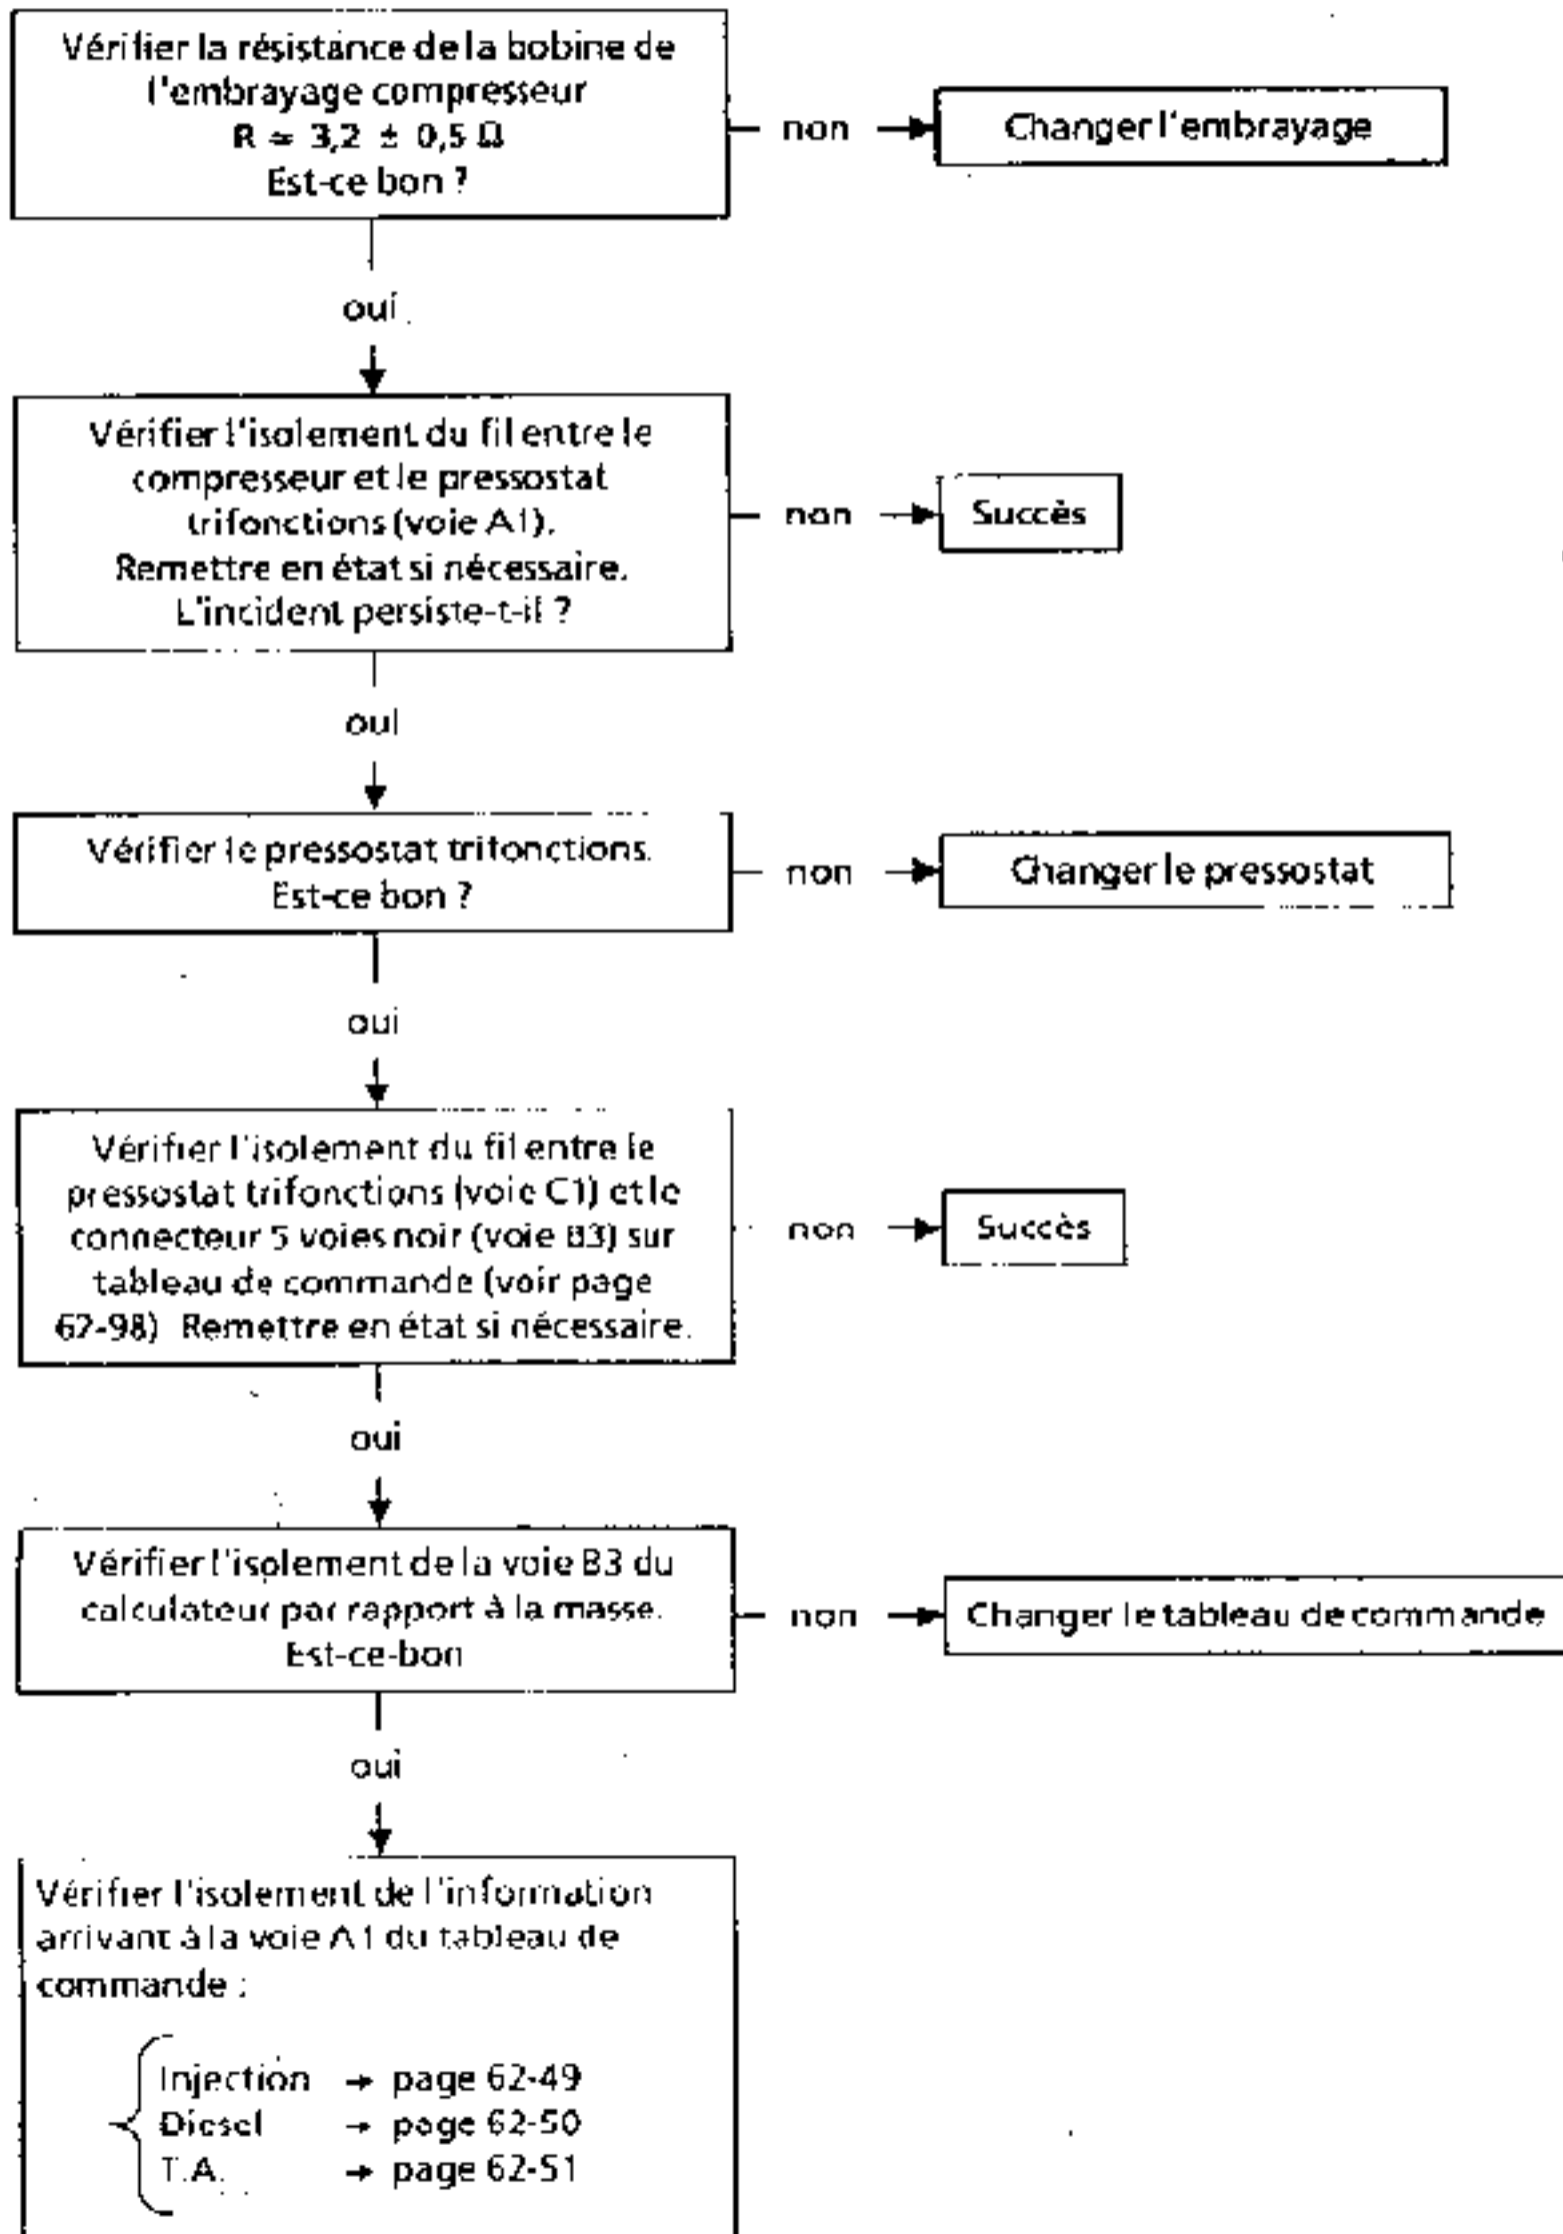 Vérifier la résistance de la bobine de
l'embrayage compresseur
R = 3,2 ± 0,5 Ω
Est-ce bon ?
non
Changer l'embrayage
oui
Vérifier l'isolement du fil entre le
compresseur et le pressostat
trifonctions (voie A1).
Remettre en état si nécessaire.
L'incident persiste-t-il ?
non
Succès
oui
Vérifier le pressostat trifonctions.
Est-ce bon ?
non
Changer le pressostat
oui
Vérifier l'isolement du fil entre le
pressostat trifonctions (voie C1) et le
connecteur 5 voies noir (voie B3) sur
tableau de commande (voir page
62-98) Remettre en état si nécessaire.
non
Succès
oui
Vérifier l'isolement de la voie B3 du
calculateur par rapport à la masse.
Est-ce-bon
non
Changer le tableau de commande
oui
Vérifier l'isolement de l'information
arrivant à la voie A1 du tableau de
commande :
Injection → page 62-49
Diesel → page 62-50
T.A. → page 62-51